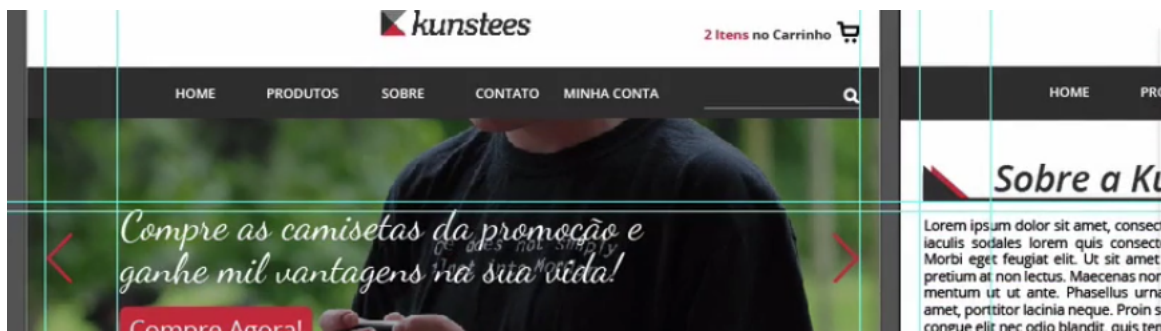 kunstees
2 Itens no Carrinho
HOME PRODUTOS SOBRE CONTATO MINHA CONTA
Compre as camisetas da promoção e
ganhe mil vantagens na sua vida!
Compre Agora!
HOME
Sobre a
Lorem ipsum dolor sit amet,
iaculis sodales lorem quis
Morbi eget feugiat elit. Ut sit amet
pretium at non lectus. Maecenas non
mentum ut ut ante. Phasellus
amet, porttitor lacinia neque. Proin
congue elit nec odio blandit, quis